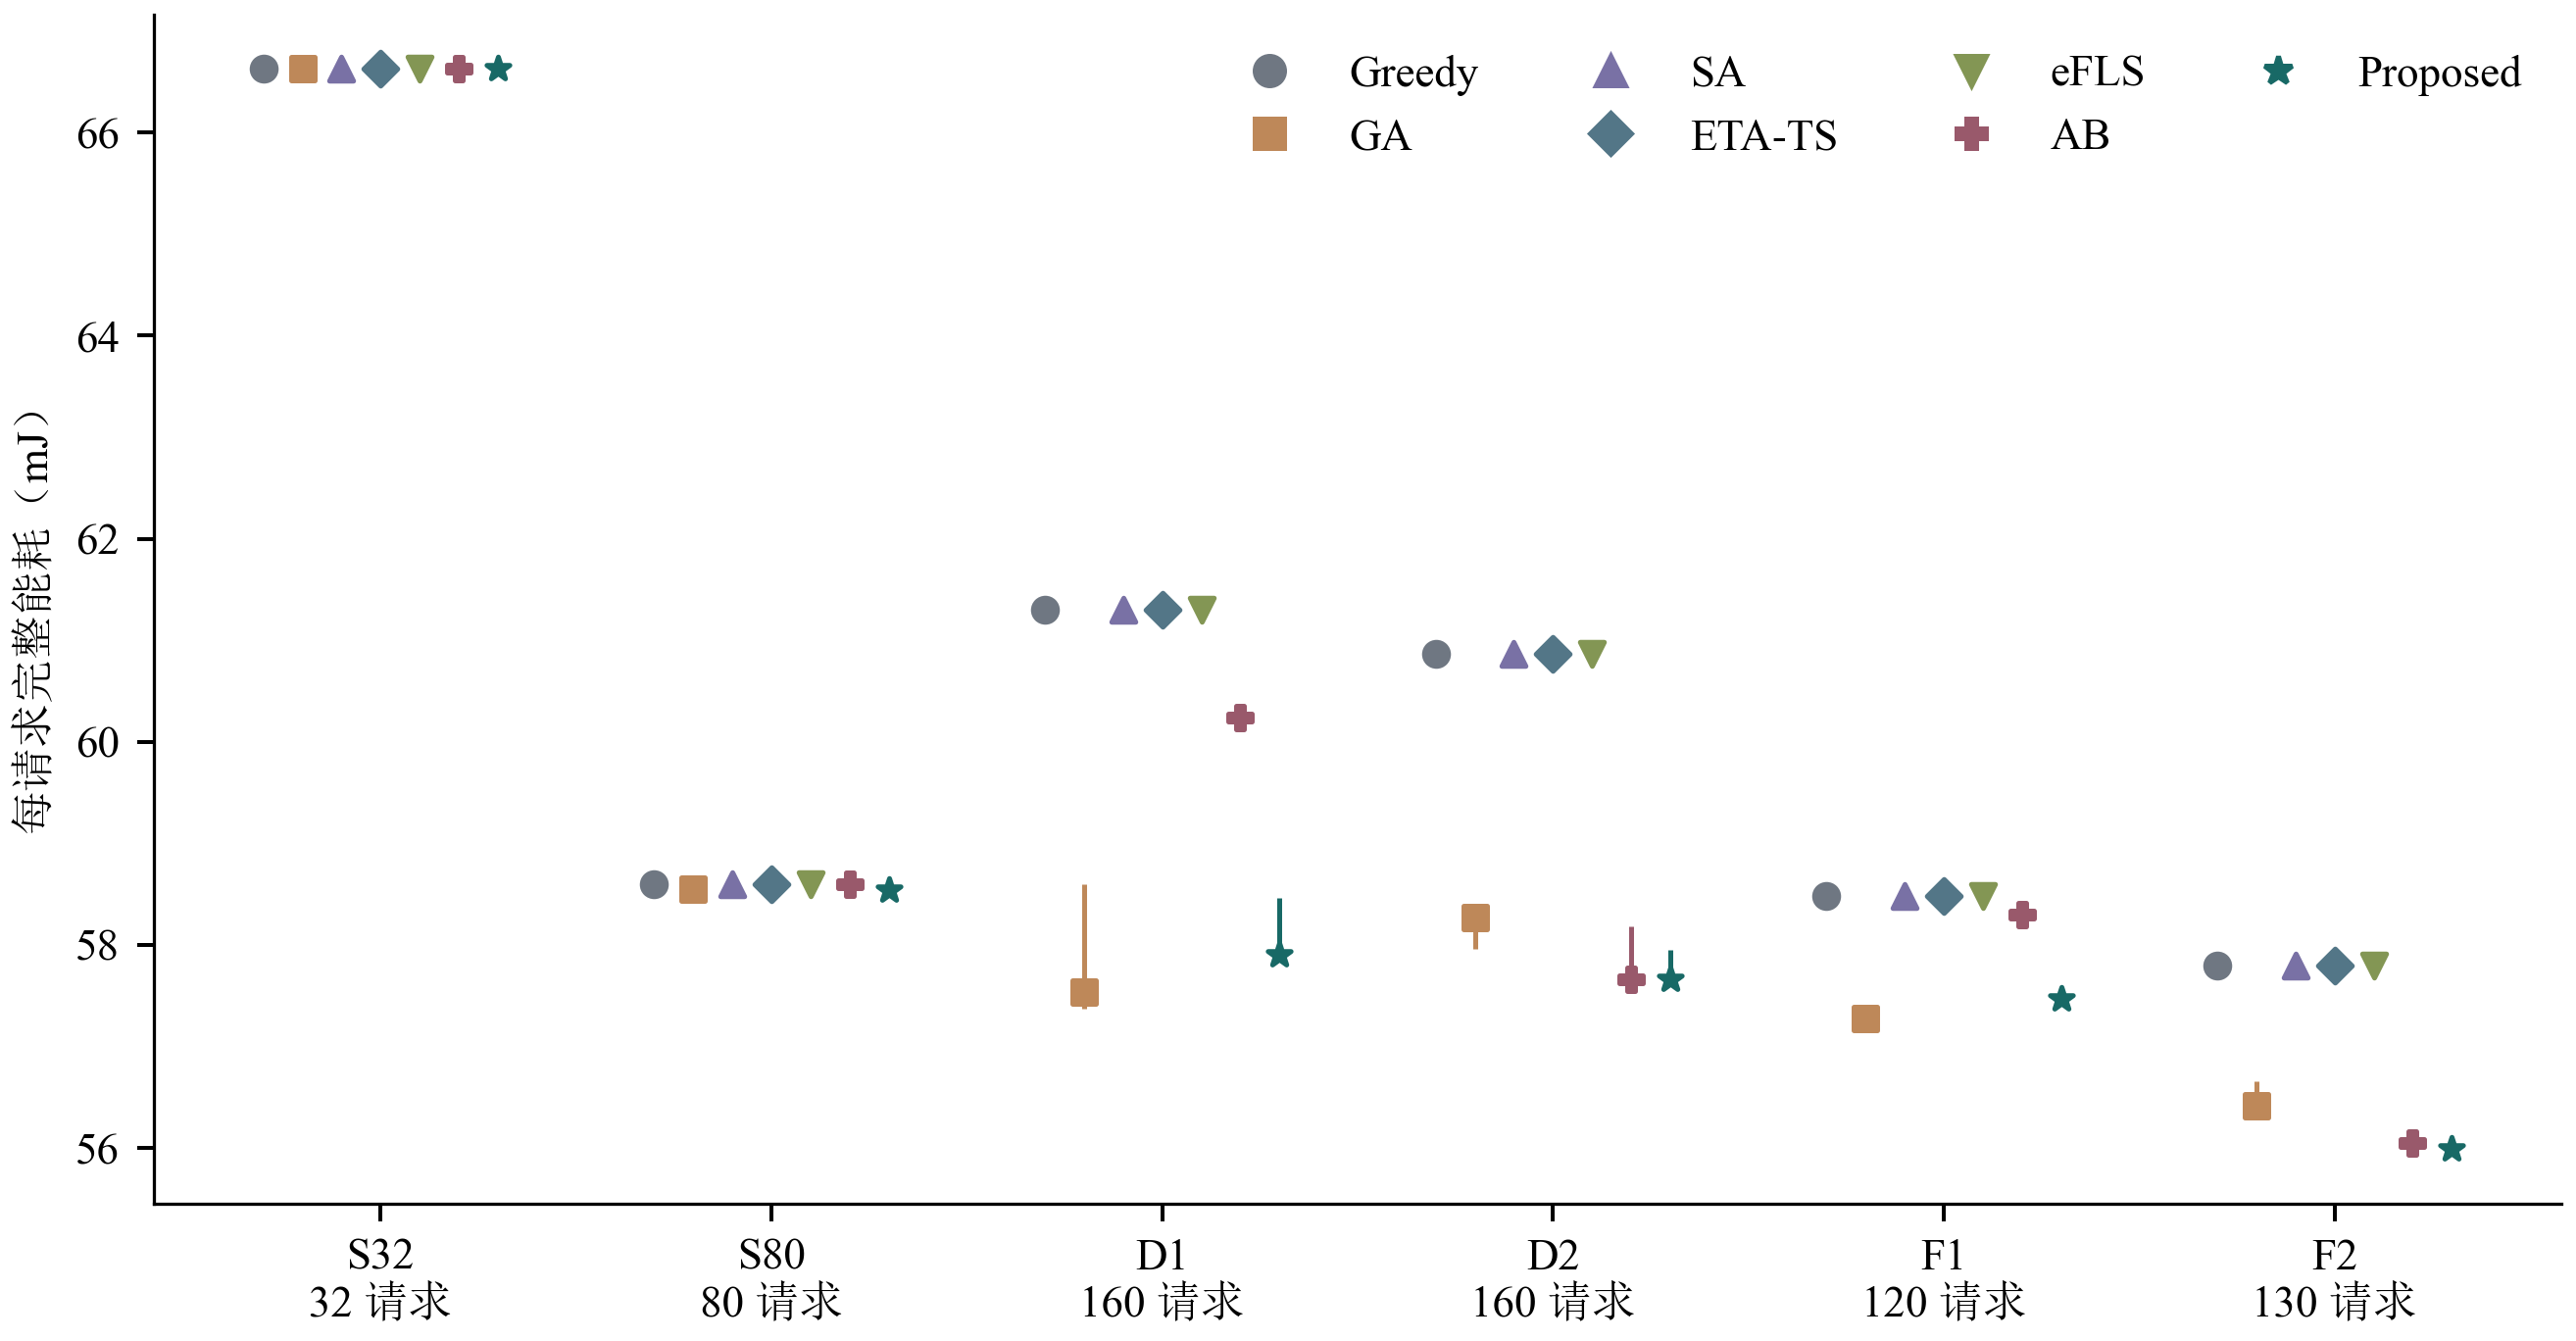 Greedy
GA
SA
ETA-TS
eFLS
AB
Proposed
每请求完整能耗（mJ）
66
64
62
60
58
56
S32
32 请求
S80
80 请求
D1
160 请求
D2
160 请求
F1
120 请求
F2
130 请求